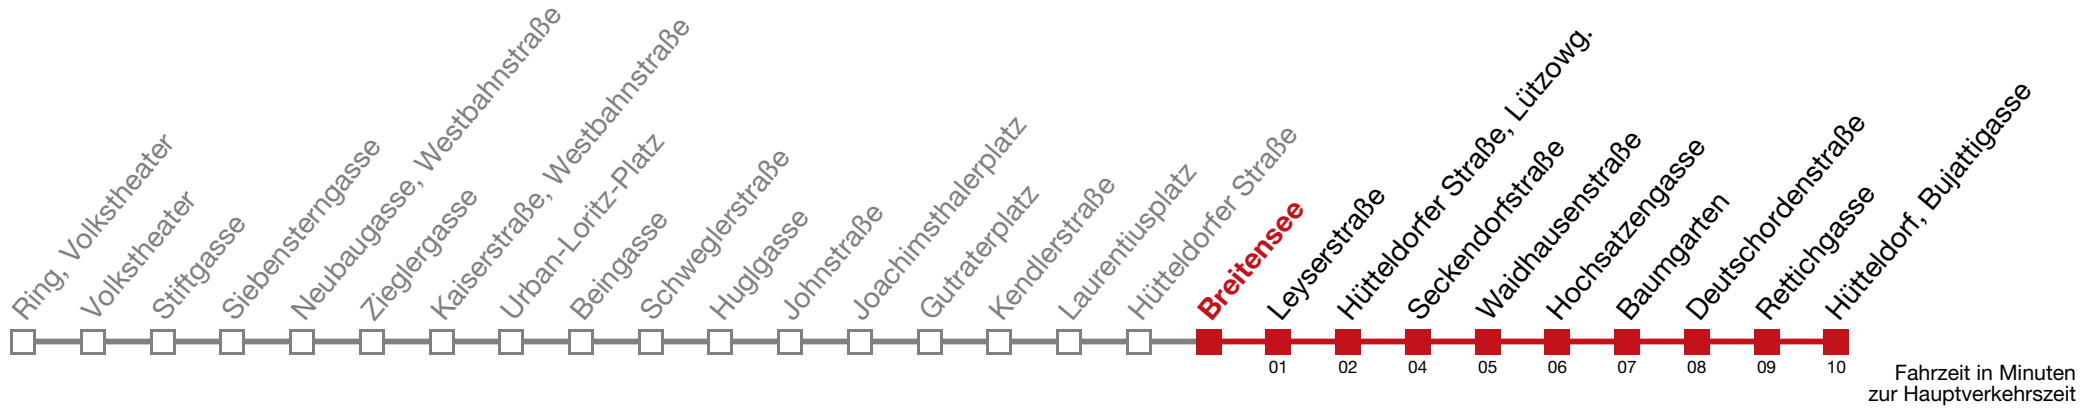 Ring, Volkstheater
Volkstheater
Stiftgasse
Siebensterngasse
Neubaugasse, Westbahnstraße
Zieglergasse
Kaiserstraße, Westbahnstraße
Urban-Loritz-Platz
Beingasse
Schweglerstraße
Huglgasse
Johnstraße
Joachimsthalerplatz
Gutraterplatz
Kendlerstraße
Laurentiusplatz
Hütteldorfer Straße
Breitensee
Leyserstraße
Hütteldorfer Straße, Lützowg.
Seckendorfstraße
Waidhausenstraße
Hochsatzengasse
Baumgarten
Deutschordenstraße
Rettichgasse
Hütteldorf, Bujattigasse
01 02 04 05 06 07 08 09 10
Fahrzeit in Minuten
zur Hauptverkehrszeit